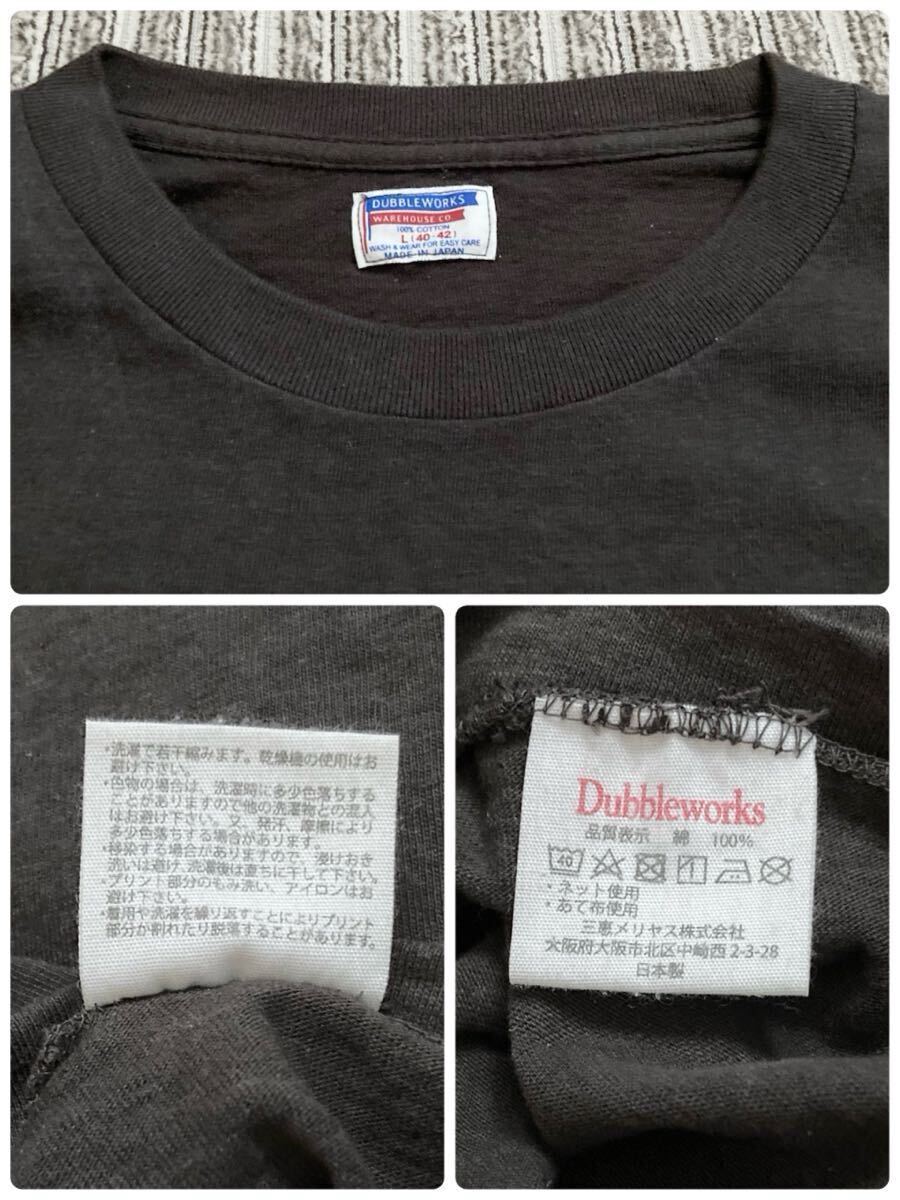 DUBBLEWORKS
WAREHOUSE CO
100% COTTON
L (40-42)
WASH & WEAR FOR EASY CARE
MADE IN JAPAN
・洗濯で若干縮みます。乾燥機の使用はお
避け下さい。
・色物の場合は、洗濯時に多少色落ちする
ことがありますので他の洗濯物との混入
はお避け下さい。又、発汗、摩擦により
多少色落ちする場合があります。
・移染する場合がありますので、浸けおき
洗いは避け、洗濯後は直ちに干して下さい。
・プリント部分のもみ洗い、アイロンはお
避け下さい。
・着用や洗濯を繰り返すことによりプリント
部分が割れたり脱落することがあります。
Dubbleworks
品質表示 綿 100%
40
・ネット使用
・あて布使用
三恵メリヤス株式会社
大阪府大阪市北区中崎西2-3-28
日本製